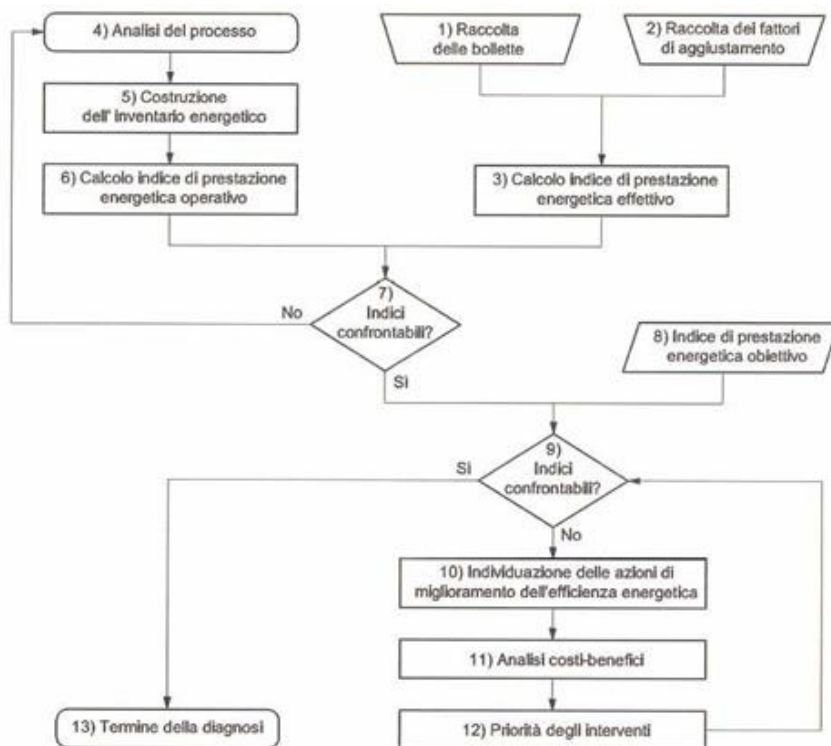 4) Analisi del processo
1) Raccolta
delle bollette
2) Raccolta dei fattori
di aggiustamento
5) Costruzione
dell' inventario energetico
6) Calcolo indice di prestazione
energetica operativo
3) Calcolo indice di prestazione
energetica effettivo
7)
Indici
confrontabili?
No
Sì
8) Indice di prestazione
energetica obiettivo
9)
Indici
confrontabili?
Sì
No
10) Individuazione delle azioni di
miglioramento dell'efficienza energetica
11) Analisi costi-benefici
12) Priorità degli interventi
13) Termine della diagnosi